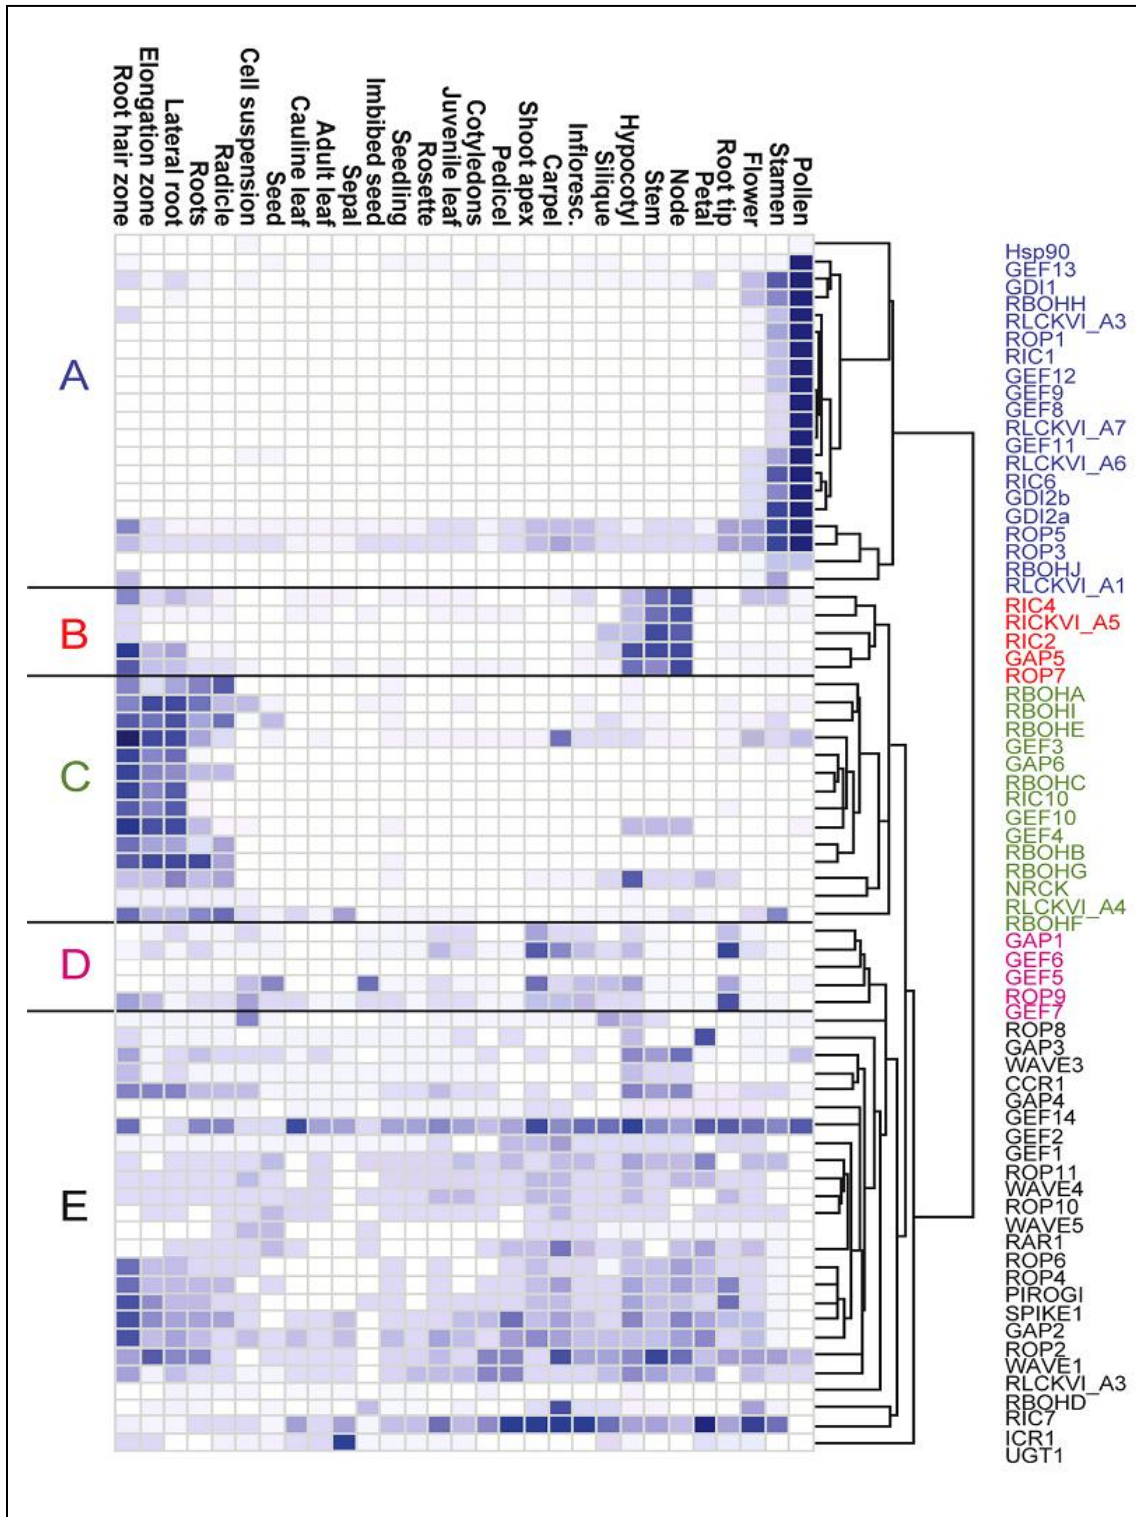 Root hair zone
Elongation zone
Lateral root
Roots
Radicle
Cell suspension
Seed
Cauline leaf
Adult leaf
Sepal
Imbibed seed
Seedling
Rosette
Juvenile leaf
Cotyledons
Pedicel
Shoot apex
Carpel
Infloresc.
Silique
Hypocotyl
Stem
Node
Petal
Root tip
Flower
Stamen
Pollen
A
B
C
D
E
Hsp90
GEF13
GDI1
RBOHH
RLCKVI_A3
ROP1
RIC1
GEF12
GEF9
GEF8
RLCKVI_A7
GEF11
RLCKVI_A6
RIC6
GDI2b
GDI2a
ROP5
ROP3
RBOHJ
RLCKVI_A1
RIC4
RICKVI_A5
RIC2
GAP5
ROP7
RBOHA
RBOHI
RBOHE
GEF3
GAP6
RBOHC
RIC10
GEF10
GEF4
RBOHB
RBOHG
NRCK
RLCKVI_A4
RBOHF
GAP1
GEF6
GEF5
ROP9
GEF7
ROP8
GAP3
WAVE3
CCR1
GAP4
GEF14
GEF2
GEF1
ROP11
WAVE4
ROP10
WAVE5
RAR1
ROP6
ROP4
PIROGI
SPIKE1
GAP2
ROP2
WAVE1
RLCKVI_A3
RBOHD
RIC7
ICR1
UGT1